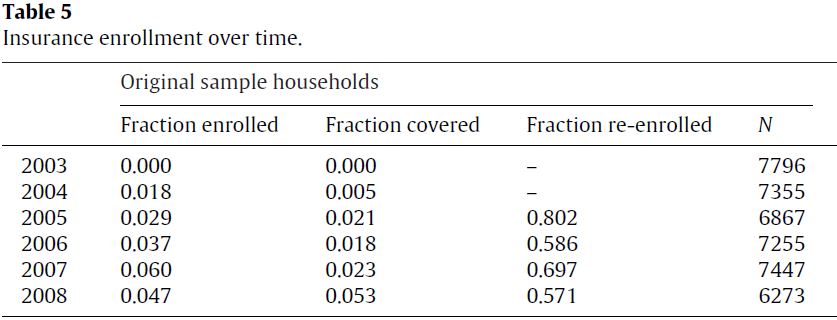 Table 5
Insurance enrollment over time.
Original sample households
Fraction enrolled Fraction covered Fraction re-enrolled N
2003 0.000 0.000 – 7796
2004 0.018 0.005 – 7355
2005 0.029 0.021 0.802 6867
2006 0.037 0.018 0.586 7255
2007 0.060 0.023 0.697 7447
2008 0.047 0.053 0.571 6273